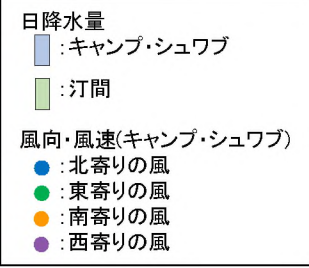 日降水量
:キャンプ・シュワブ
:汀間
風向・風速(キャンプ・シュワブ)
:北寄りの風
:東寄りの風
:南寄りの風
:西寄りの風